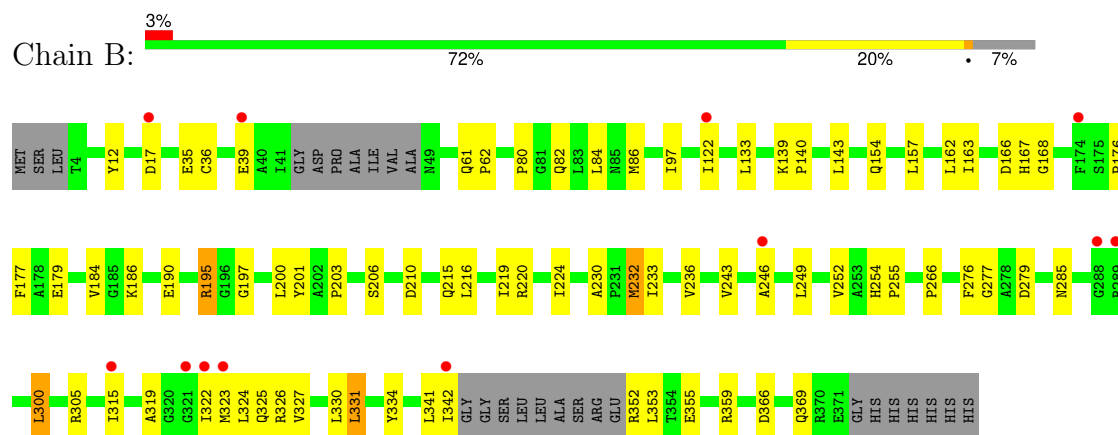 Chain B:
3%
72% 20% • 7%
MET SER LEU T4 Y12 D17 E35 C36 E39 A40 I41 GLY ASP PRO ALA ILE VAL ALA N49 Q61 P62 P80 G81 Q82 L83 L84 N85 M86 I97 I122 L133 K139 P140 L143 Q154 L157 L162 I163 D166 H167 G168 F174 S175
F177 A178 E179 V184 G185 K186 E190 R195 G196 G197 L200 Y201 A202 P203 S206 D210 Q215 L216 I219 R220 I224 A230 P231 M232 I233 V236 V243 A246 L249 V252 A253 H254 P255 P266 F276 G277 A278 D279 N285 G288
L300 R305 I315 A319 G320 G321 I322 M323 L324 Q325 R326 V327 L330 L331 Y334 L341 I342 GLY GLY SER LEU LEU ALA SER ARG GLU R352 L353 T354 E355 R359 D366 Q369 R370 E371 GLY HIS HIS HIS HIS HIS HIS